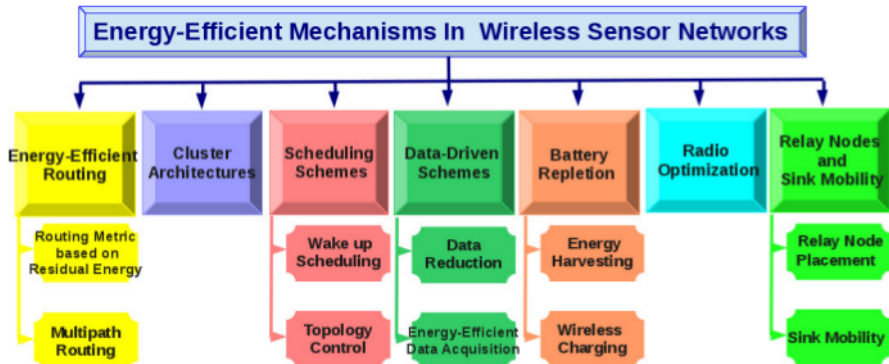 Energy-Efficient Mechanisms In Wireless Sensor Networks
Energy-Efficient
Routing
Cluster
Architectures
Scheduling
Schemes
Data-Driven
Schemes
Battery
Repletion
Radio
Optimization
Relay Nodes
and
Sink Mobility
Routing Metric
based on
Residual Energy
Wake up
Scheduling
Data
Reduction
Energy
Harvesting
Relay Node
Placement
Multipath
Routing
Topology
Control
Energy-Efficient
Data Acquisition
Wireless
Charging
Sink Mobility